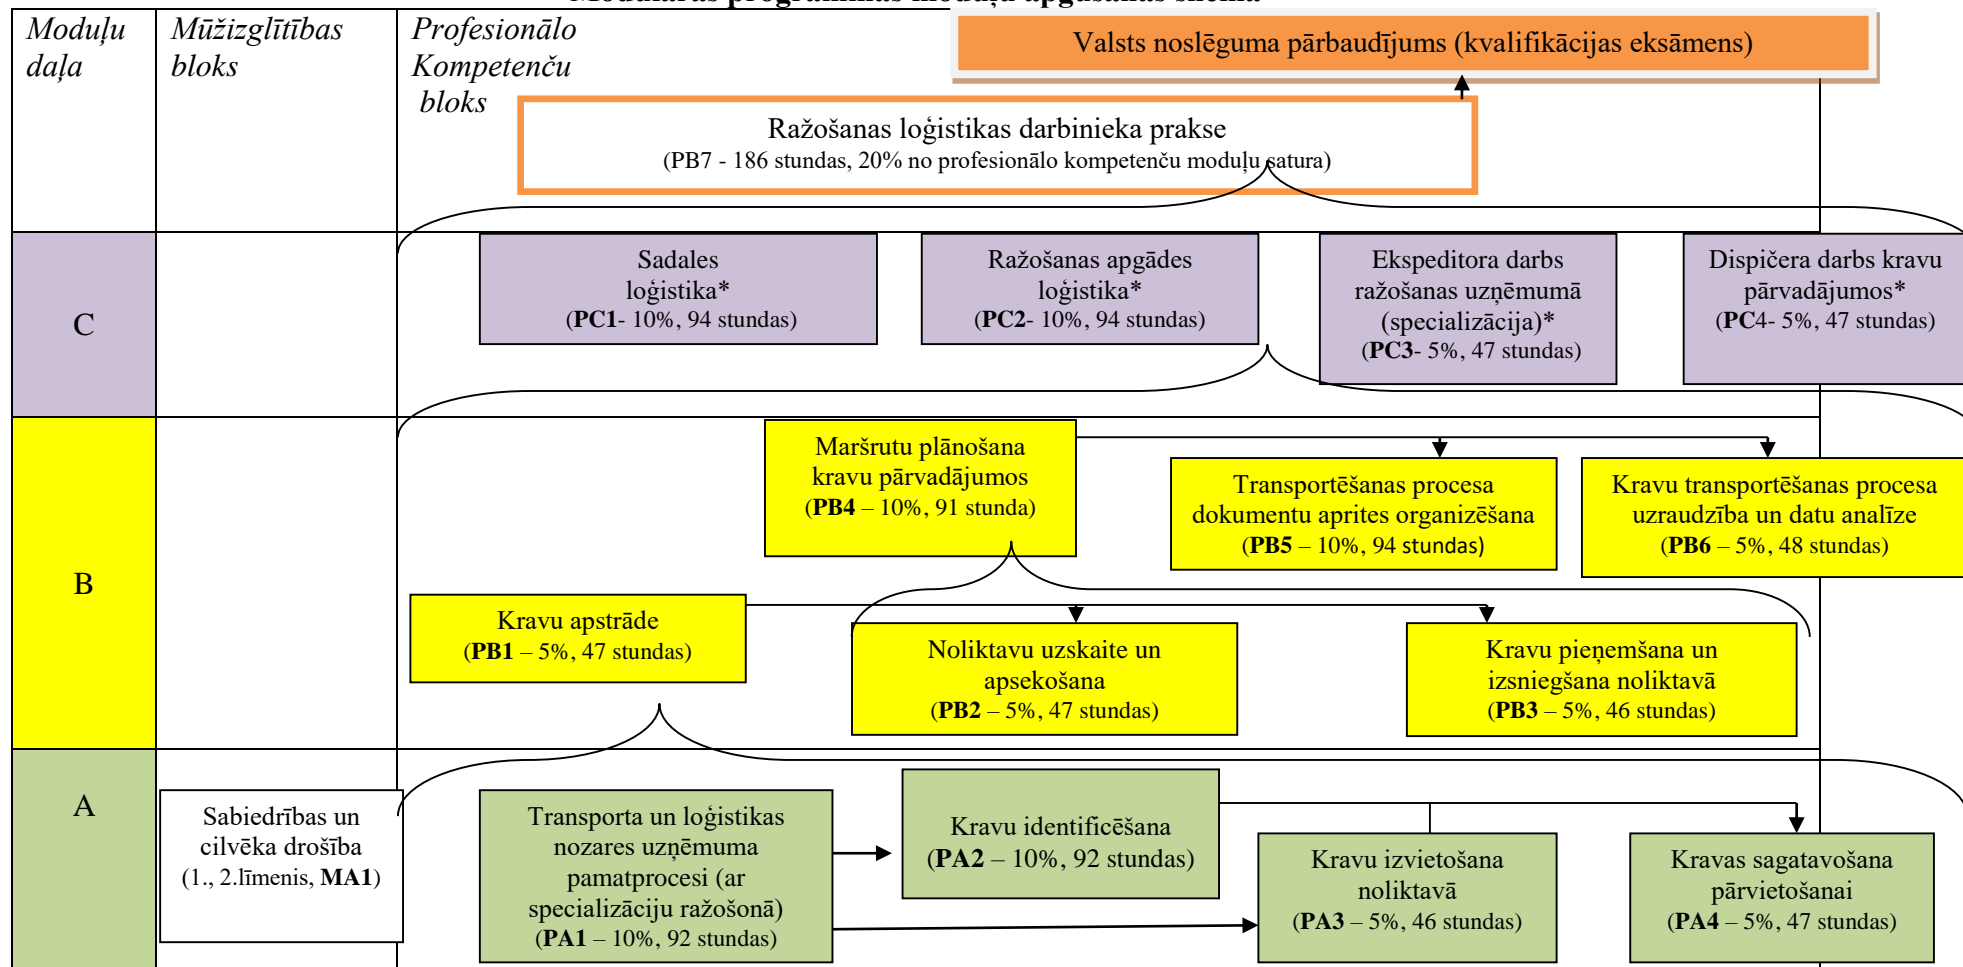 Modulārās programmas moduļu apgūšanas shēma
Moduļu
daļa
Mūžizglītības
bloks
Profesionālo
Kompetenču
bloks
Valsts noslēguma pārbaudījums (kvalifikācijas eksāmens)
Ražošanas loģistikas darbinieka prakse
(PB7 - 186 stundas, 20% no profesionālo kompetenču moduļu satura)
C
Sadales
loģistika*
(PC1- 10%, 94 stundas)
Ražošanas apgādes
loģistika*
(PC2- 10%, 94 stundas)
Ekspeditora darbs
ražošanas uzņēmumā
(specializācija)*
(PC3- 5%, 47 stundas)
Dispičera darbs kravu
pārvadājumos*
(PC4- 5%, 47 stundas)
B
Maršrutu plānošana
kravu pārvadājumos
(PB4 – 10%, 91 stunda)
Transportēšanas procesa
dokumentu aprites organizēšana
(PB5 – 10%, 94 stundas)
Kravu transportēšanas procesa
uzraudzība un datu analīze
(PB6 – 5%, 48 stundas)
Kravu apstrāde
(PB1 – 5%, 47 stundas)
Noliktavu uzskaite un
apsekošana
(PB2 – 5%, 47 stundas)
Kravu pieņemšana un
izsniegšana noliktavā
(PB3 – 5%, 46 stundas)
A
Sabiedrības un
cilvēka drošība
(1., 2.līmenis, MA1)
Transporta un loģistikas
nozares uzņēmuma
pamatprocesi (ar
specializāciju ražošonā)
(PA1 – 10%, 92 stundas)
Kravu identificēšana
(PA2 – 10%, 92 stundas)
Kravu izvietošana
noliktavā
(PA3 – 5%, 46 stundas)
Kravas sagatavošana
pārvietošanai
(PA4 – 5%, 47 stundas)